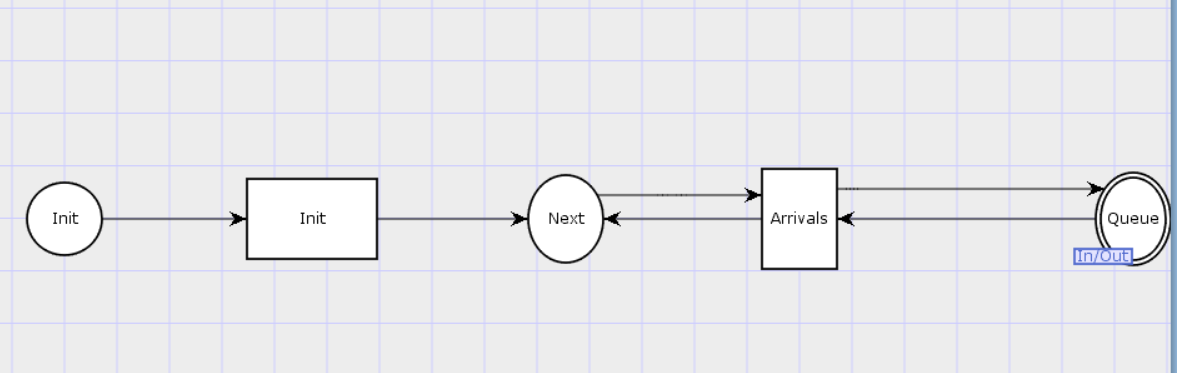 Init
Init
Next
Arrivals
Queue
In/Out